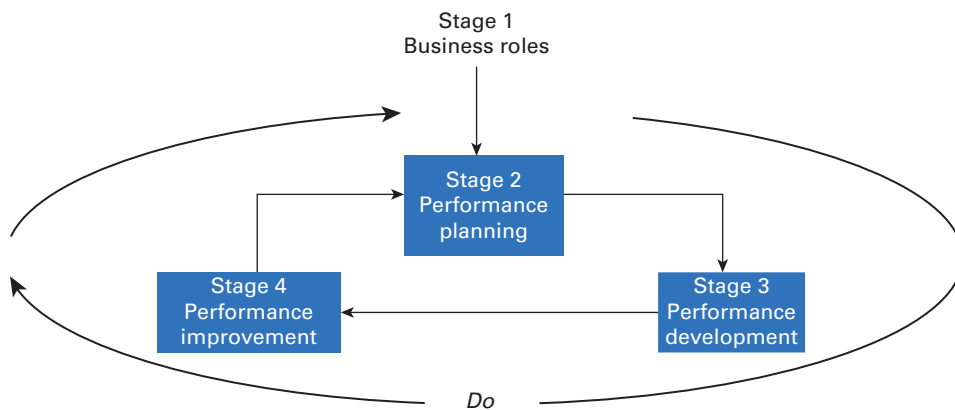 Stage 1
Business roles
Stage 2
Performance
planning
Stage 4
Performance
improvement
Stage 3
Performance
development
Do